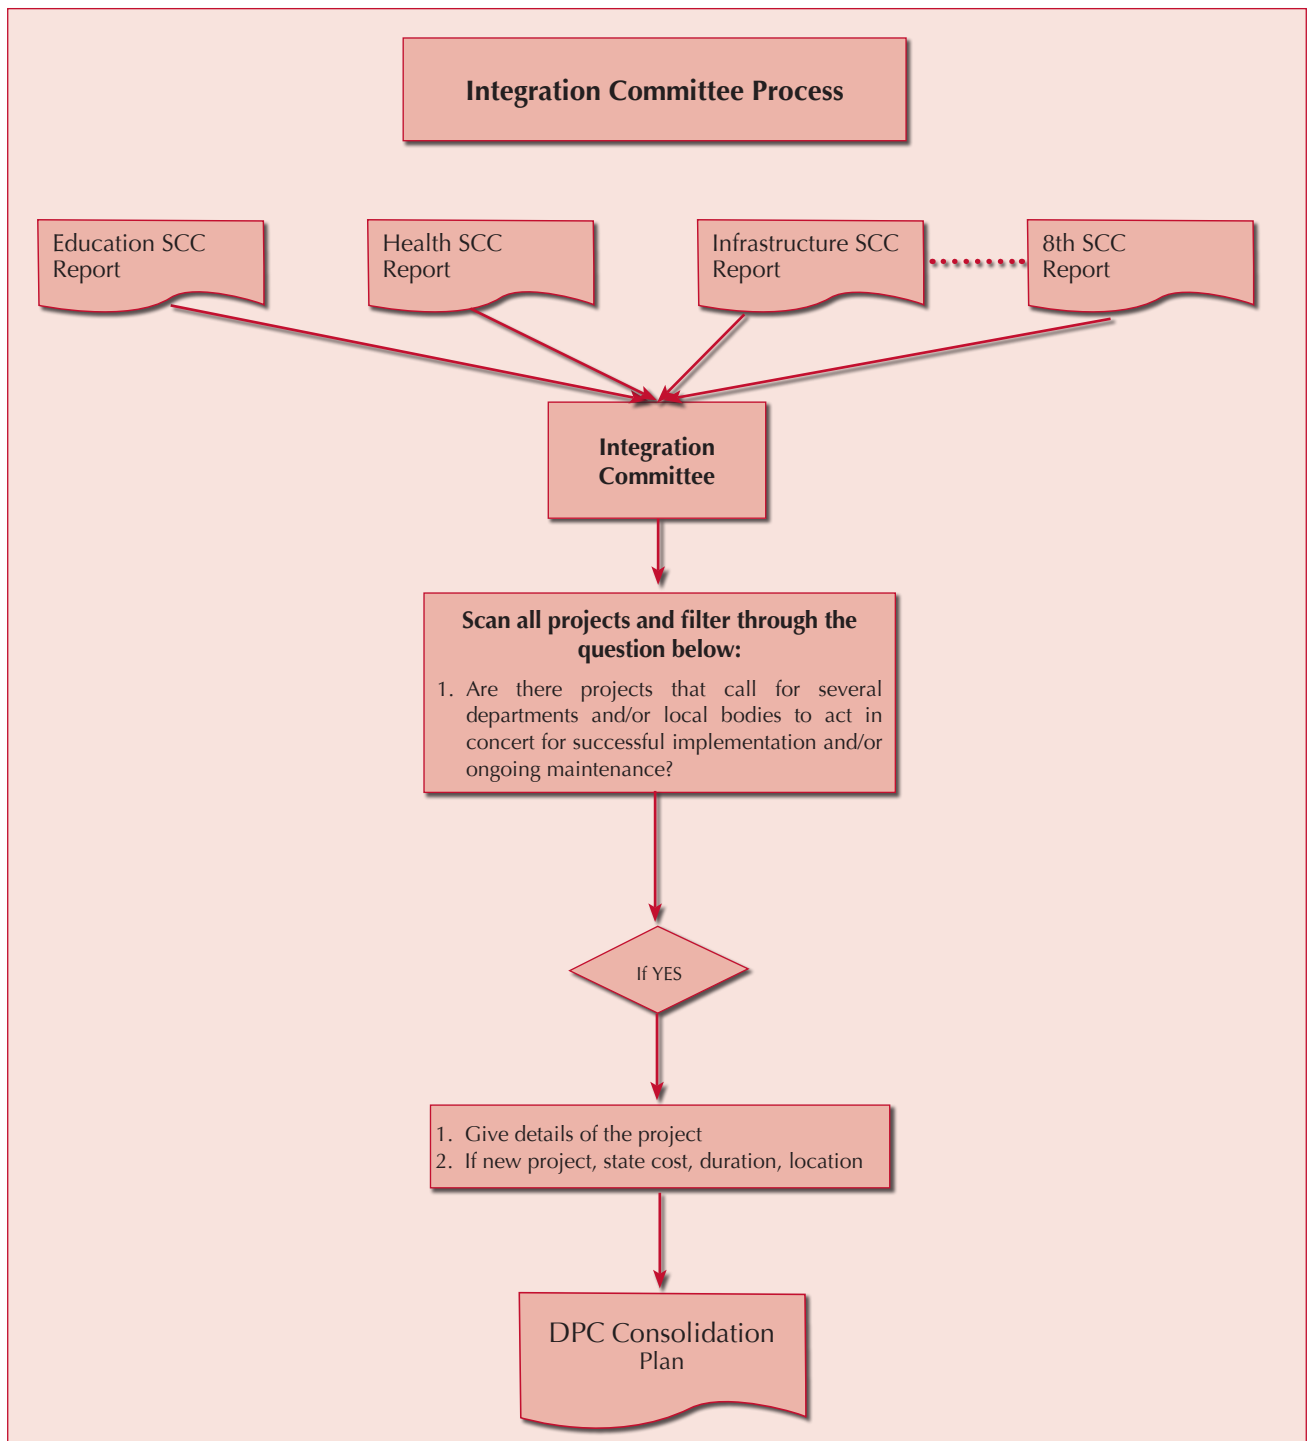 Integration Committee Process
Education SCC
Report
Health SCC
Report
Infrastructure SCC
Report
8th SCC
Report
Integration
Committee
Scan all projects and filter through the
question below:
1. Are there projects that call for several
departments and/or local bodies to act in
concert for successful implementation and/or
ongoing maintenance?
If YES
1. Give details of the project
2. If new project, state cost, duration, location
DPC Consolidation
Plan